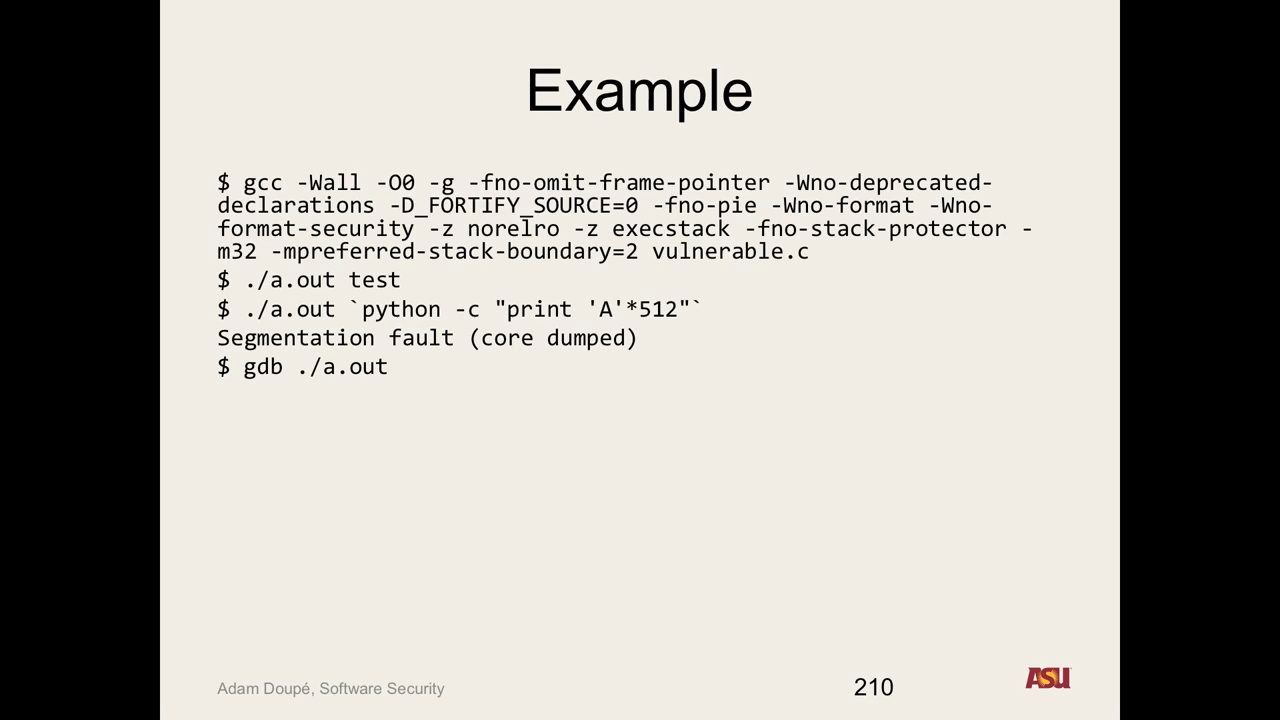 Example
$ gcc -Wall -O0 -g -fno-omit-frame-pointer -Wno-deprecated-
declarations -D_FORTIFY_SOURCE=0 -fno-pie -Wno-format -Wno-
format-security -z norelro -z execstack -fno-stack-protector -
m32 -mpreferred-stack-boundary=2 vulnerable.c
$ ./a.out test
$ ./a.out `python -c "print 'A'*512"`
Segmentation fault (core dumped)
$ gdb ./a.out
Adam Doupé, Software Security
210
ASU